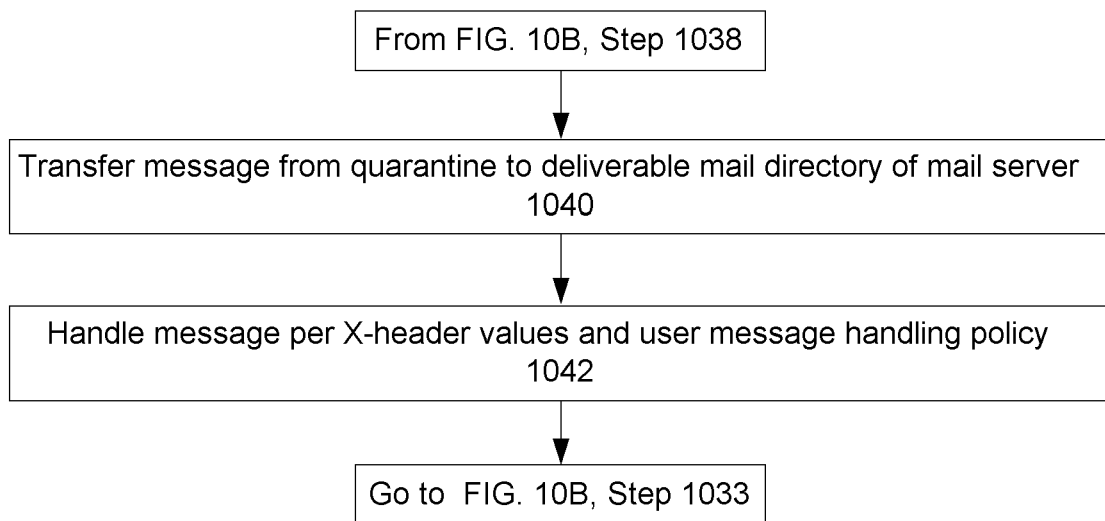 From FIG. 10B, Step 1038
Transfer message from quarantine to deliverable mail directory of mail server
1040
Handle message per X-header values and user message handling policy
1042
Go to FIG. 10B, Step 1033